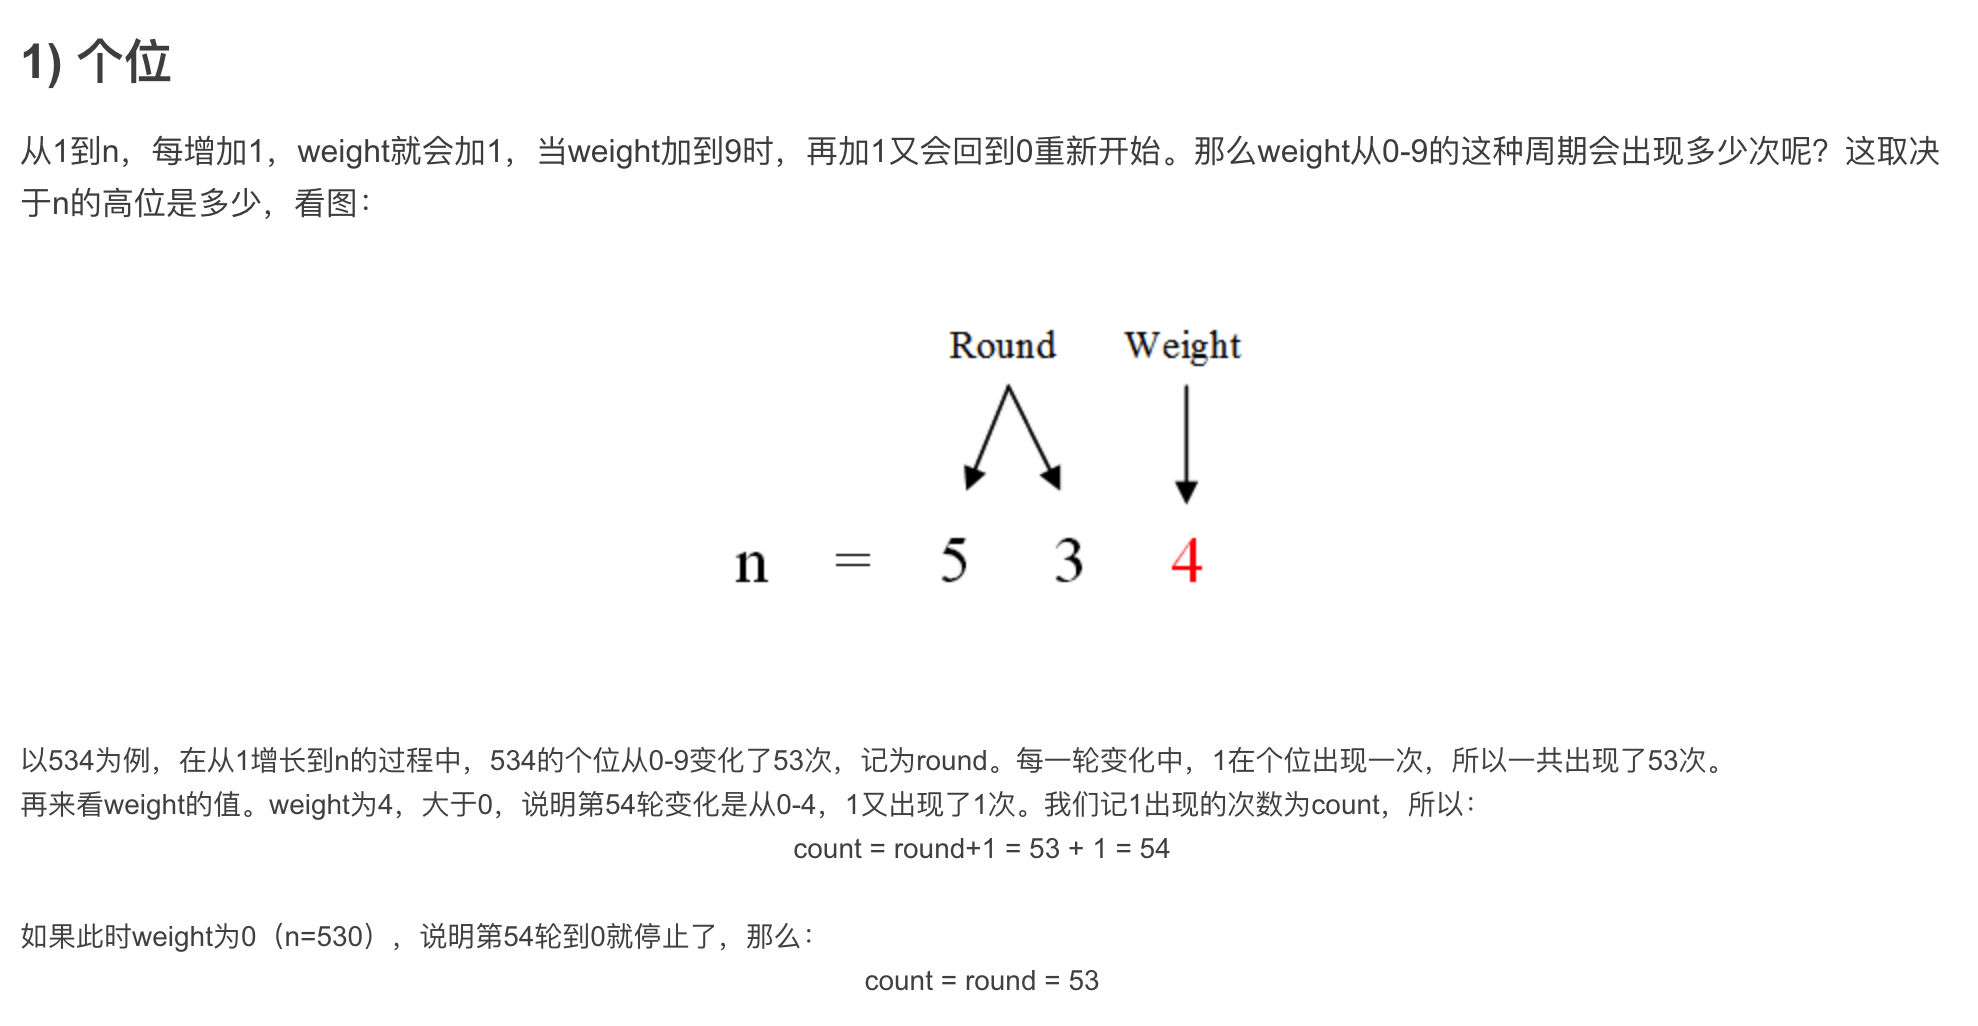 1) 个位
从1到n，每增加1，weight就会加1，当weight加到9时，再加1又会回到0重新开始。那么weight从0-9的这种周期会出现多少次呢？这取决
于n的高位是多少，看图：
Round Weight
n = 5 3 4
以534为例，在从1增长到n的过程中，534的个位从0-9变化了53次，记为round。每一轮变化中，1在个位出现一次，所以一共出现了53次。
再来看weight的值。weight为4，大于0，说明第54轮变化是从0-4，1又出现了1次。我们记1出现的次数为count，所以：
count = round+1 = 53 + 1 = 54
如果此时weight为0（n=530），说明第54轮到0就停止了，那么：
count = round = 53